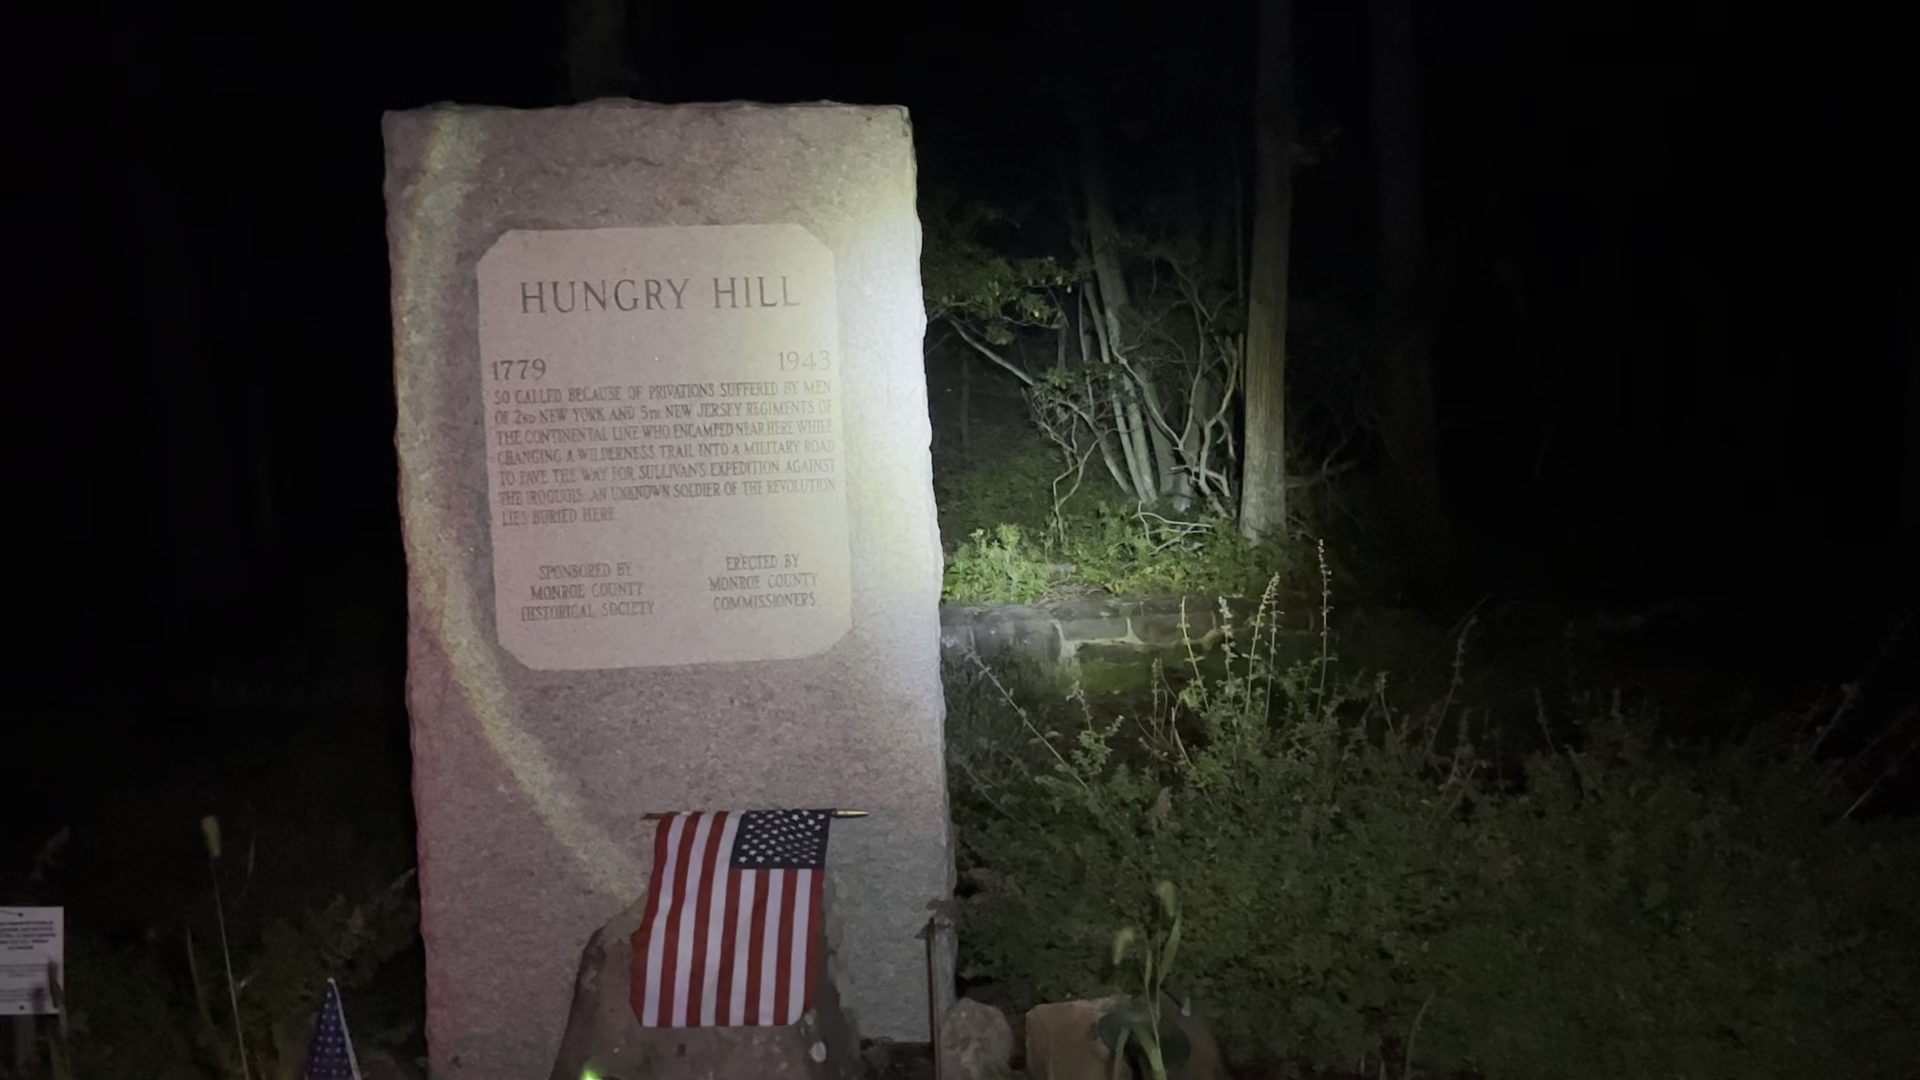 HUNGRY HILL
1779 1943
SO CALLED BECAUSE OF PRIVATIONS SUFFERED BY MEN
OF 2ND NEW YORK AND 5TH NEW JERSEY REGIMENTS OF
THE CONTINENTAL LINE WHO ENCAMPED NEAR HERE WHILE
CHANGING A WILDERNESS TRAIL INTO A MILITARY ROAD
TO PAVE THE WAY FOR SULLIVAN'S EXPEDITION AGAINST
THE IROQUOIS. AN UNKNOWN SOLDIER OF THE REVOLUTION
LIES BURIED HERE
SPONSORED BY
MONROE COUNTY
HISTORICAL SOCIETY
ERECTED BY
MONROE COUNTY
COMMISSIONERS